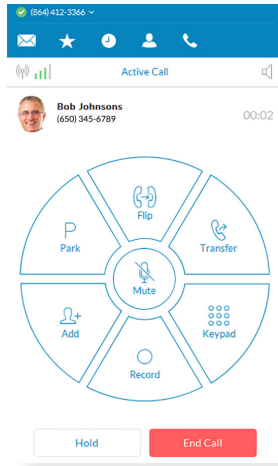 (864) 412-3366
Active Call
Bob Johnsons
(650) 345-6789
00:02
Flip
P
Park
Transfer
Mute
Add
Keypad
Record
Hold
End Call